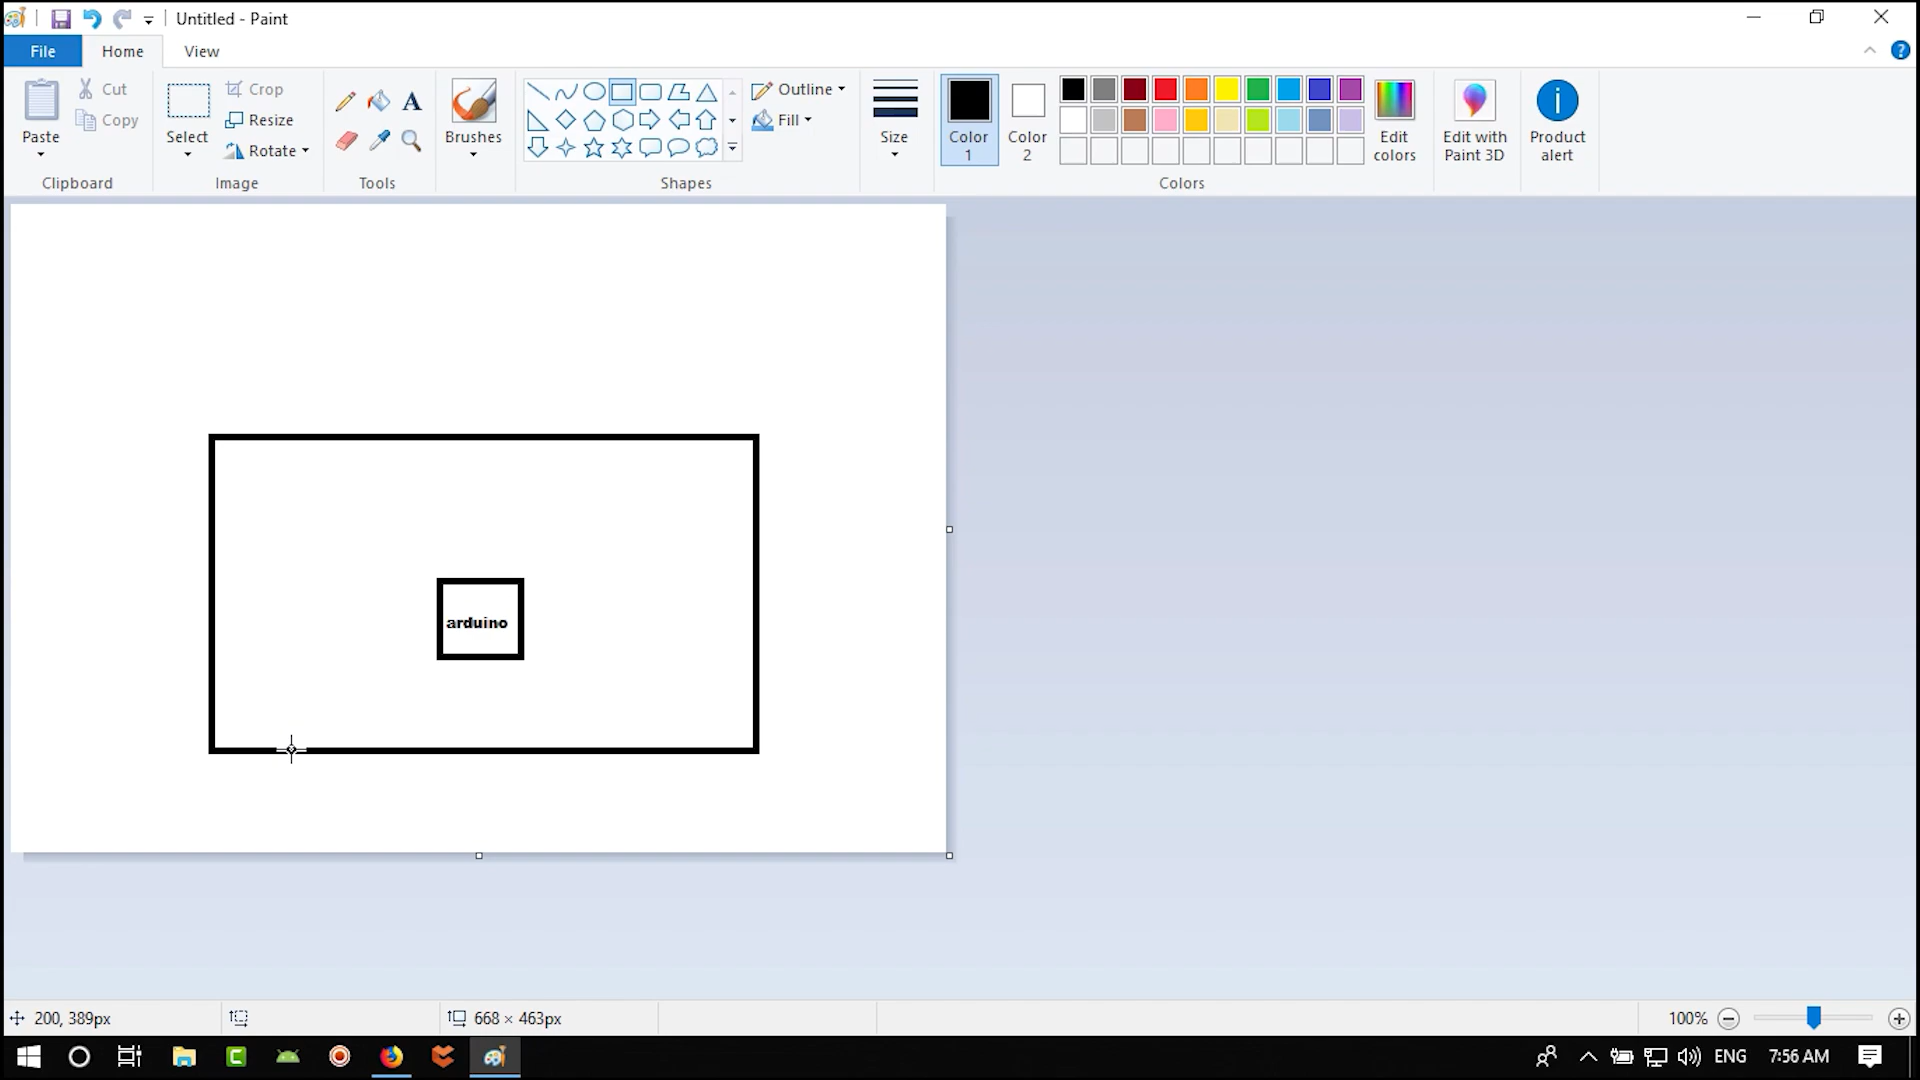 Untitled - Paint
File Home View
Paste
Cut
Copy
Clipboard
Select
Crop
Resize
Rotate
Image
A
Tools
Brushes
Shapes
Outline
Fill
Size
Color 1
Color 2
Colors
Edit colors
Edit with Paint 3D
Product alert
arduino
200, 389px
668 × 463px
100%
ENG
7:56 AM